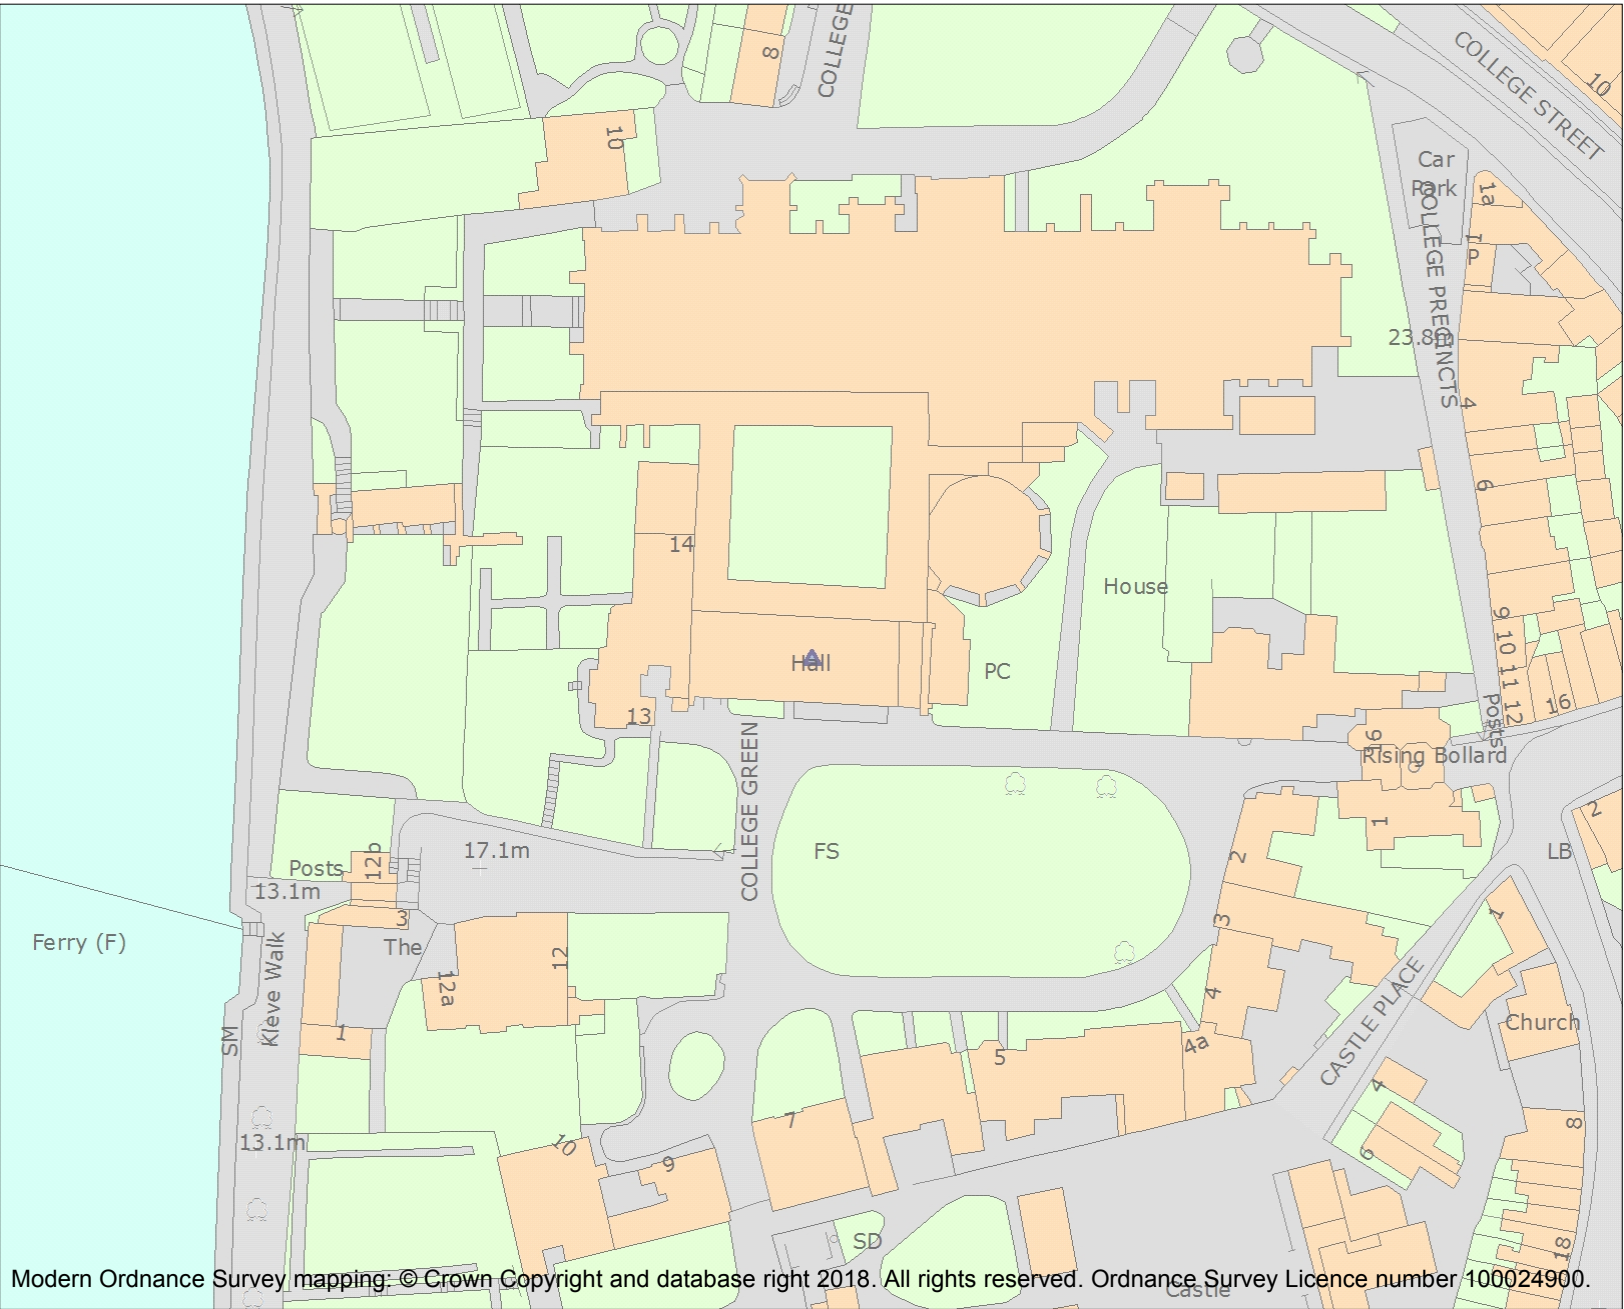 COLLEGE
8
10
COLLEGE STREET
10
Car
Park
1a
1P
COLLEGE PRECINCTS
23.8m
4
6
14
House
Hall
PC
13
9
10
11
12
16
Posts
16
Rising Bollard
COLLEGE GREEN
FS
17.1m
Posts
12b
13.1m
3
The
Ferry (F)
Kleve Walk
SM
12a
12
1
1
2
2
LB
3
4
4a
5
7
1
CASTLE PLACE
Church
4
6
8
18
13.1m
10
9
SD
Castle
Modern Ordnance Survey mapping: © Crown Copyright and database right 2018. All rights reserved. Ordnance Survey Licence number 100024900.